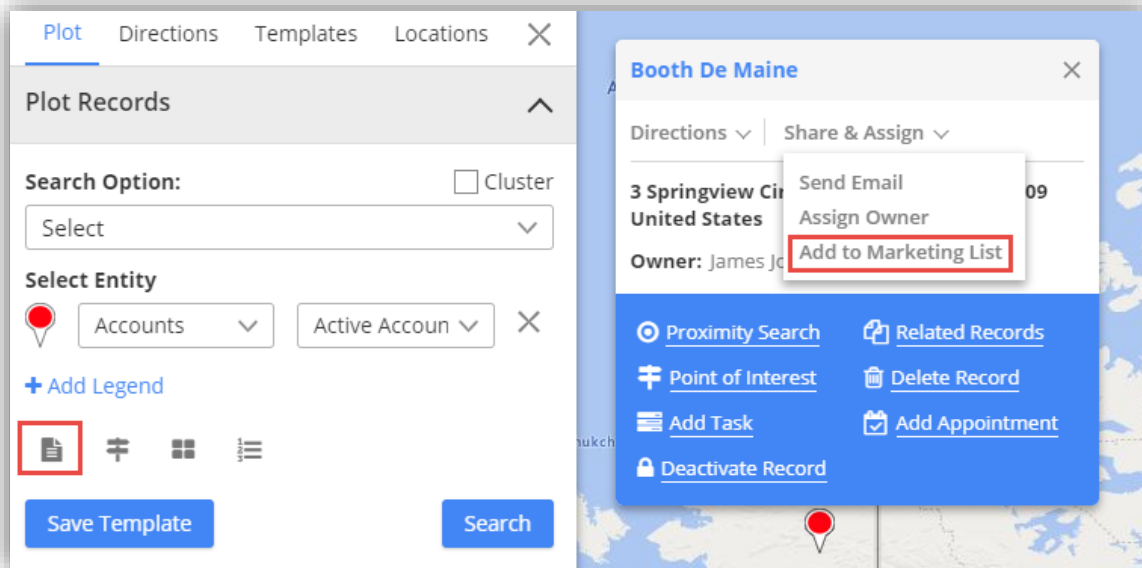 Plot Directions Templates Locations
Plot Records
Search Option: Cluster
Select
Select Entity
Accounts Active Accoun
+ Add Legend
Save Template Search
Booth De Maine
Directions Share & Assign
Send Email
3 Springview Cir 09
United States Assign Owner
Add to Marketing List
Owner: James Jo
Proximity Search Related Records
Point of Interest Delete Record
Add Task Add Appointment
Deactivate Record
ukch